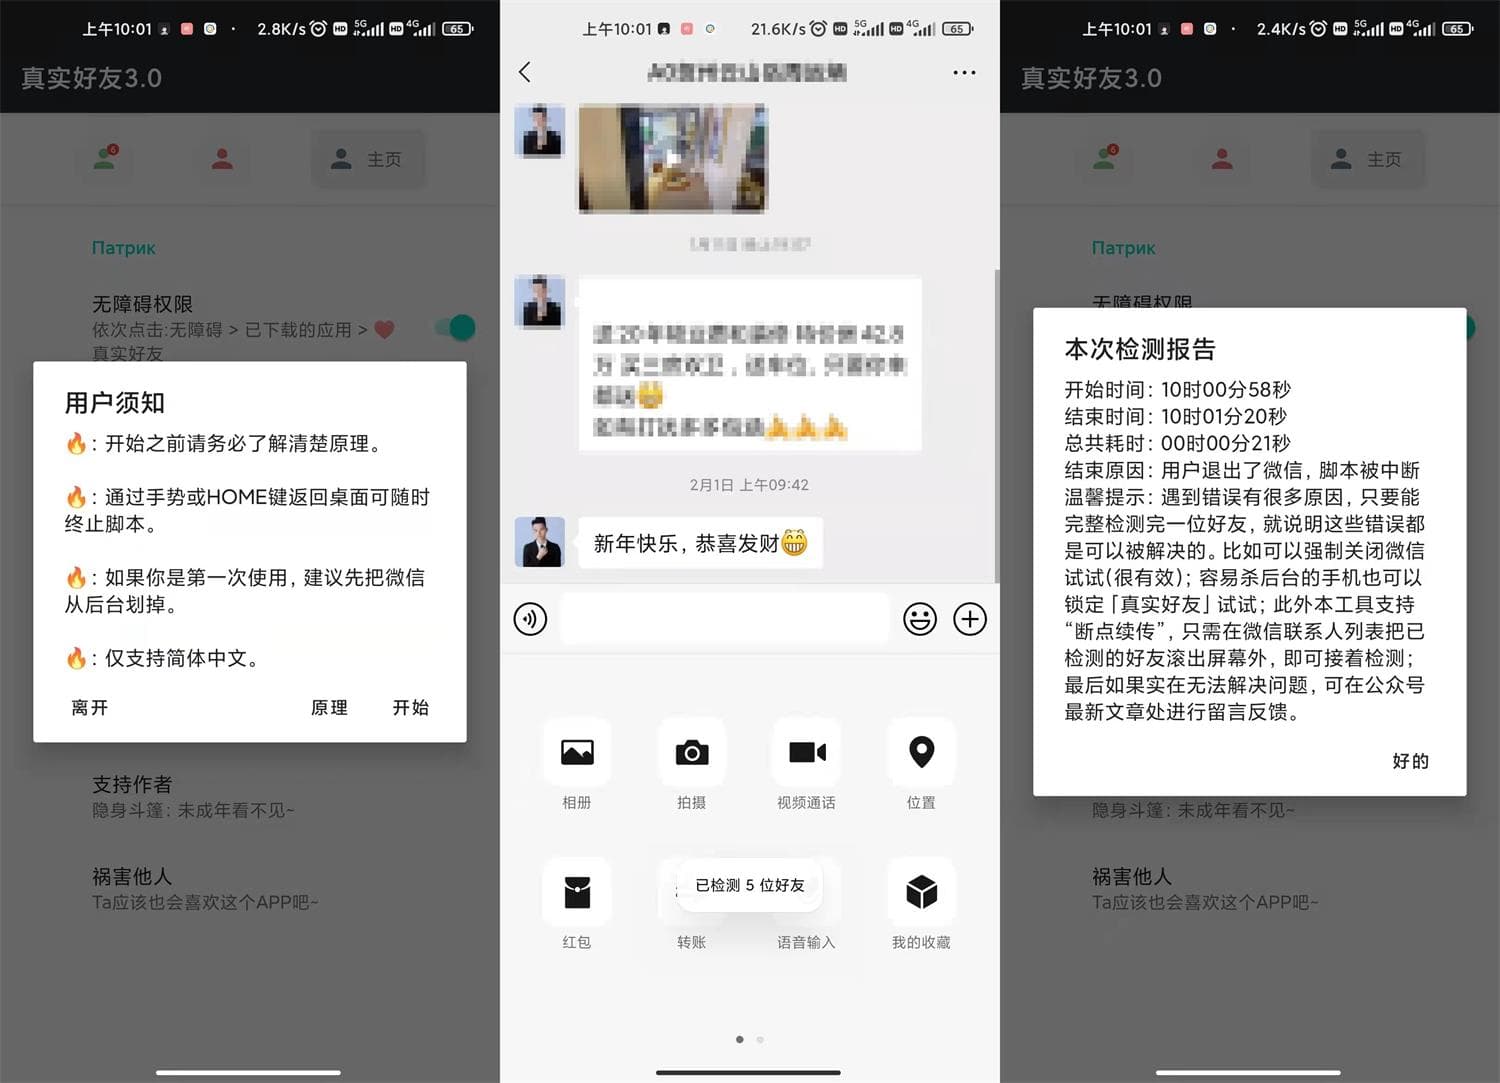 上午10:01
2.8K/s
HD
5G
HD
4G
65
真实好友3.0
6
主页
Патрик
无障碍权限
依次点击:无障碍 > 已下载的应用 > ❤️
真实好友
用户须知
🔥: 开始之前请务必了解清楚原理。
🔥: 通过手势或HOME键返回桌面可随时
终止脚本。
🔥: 如果你是第一次使用, 建议先把微信
从后台划掉。
🔥: 仅支持简体中文。
离开
原理
开始
支持作者
隐身斗篷: 未成年看不见~
祸害他人
Ta应该也会喜欢这个APP吧~
上午10:01
21.6K/s
HD
5G
HD
4G
65
2月1日 上午09:42
新年快乐, 恭喜发财😁
相册
拍摄
视频通话
位置
已检测 5 位好友
红包
转账
语音输入
我的收藏
上午10:01
2.4K/s
HD
5G
HD
4G
65
真实好友3.0
6
主页
Патрик
无障碍权限
本次检测报告
开始时间: 10时00分58秒
结束时间: 10时01分20秒
总共耗时: 00时00分21秒
结束原因: 用户退出了微信, 脚本被中断
温馨提示: 遇到错误有很多原因, 只要能
完整检测完一位好友, 就说明这些错误都
是可以被解决的。比如可以强制关闭微信
试试(很有效); 容易杀后台的手机也可以
锁定「真实好友」试试; 此外本工具支持
“断点续传”, 只需在微信联系人列表把已
检测的好友滚出屏幕外, 即可接着检测;
最后如果实在无法解决问题, 可在公众号
最新文章处进行留言反馈。
好的
隐身斗篷: 未成年看不见~
祸害他人
Ta应该也会喜欢这个APP吧~